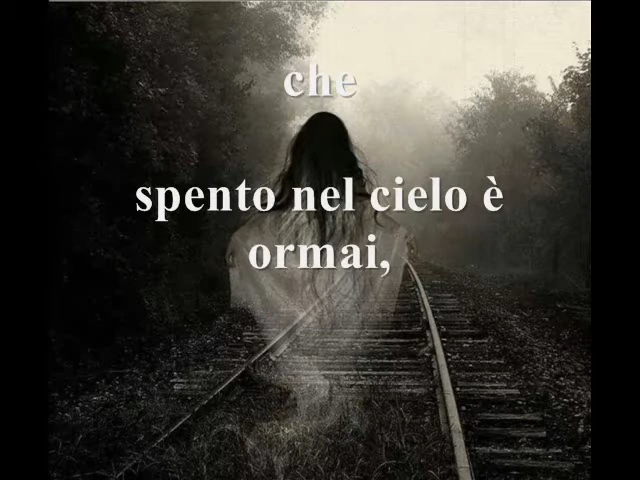 che
spento nel cielo è
ormai,